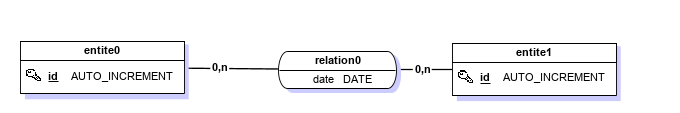 entite0
id AUTO_INCREMENT
0,n
relation0
date DATE
0,n
entite1
id AUTO_INCREMENT